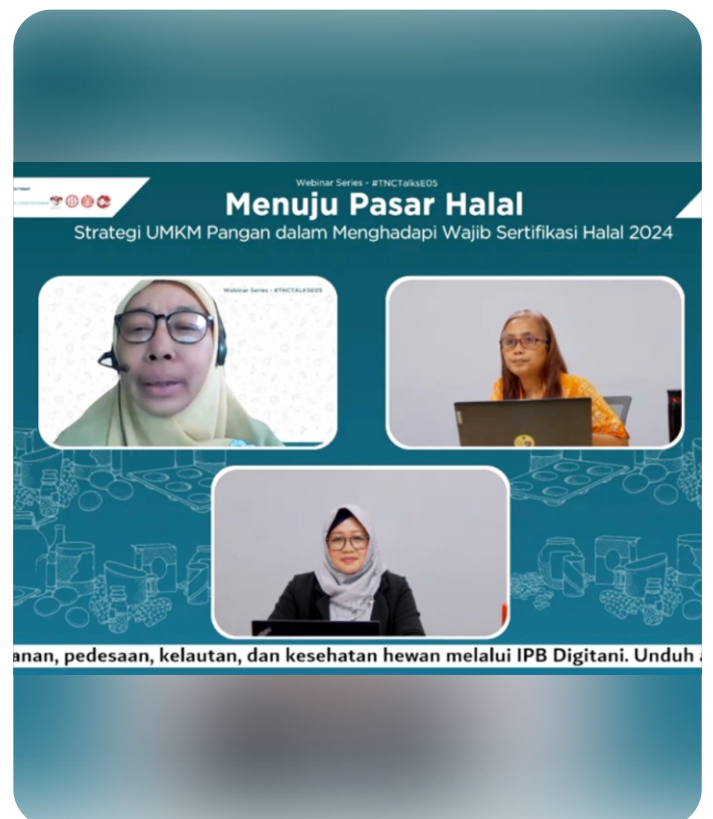 Webinar Series - #TNCTalksE05
Menuju Pasar Halal
Strategi UMKM Pangan dalam Menghadapi Wajib Sertifikasi Halal 2024
Webinar Series - #TNCTALKSE05
anan, pedesaan, kelautan, dan kesehatan hewan melalui IPB Digitani. Unduh a